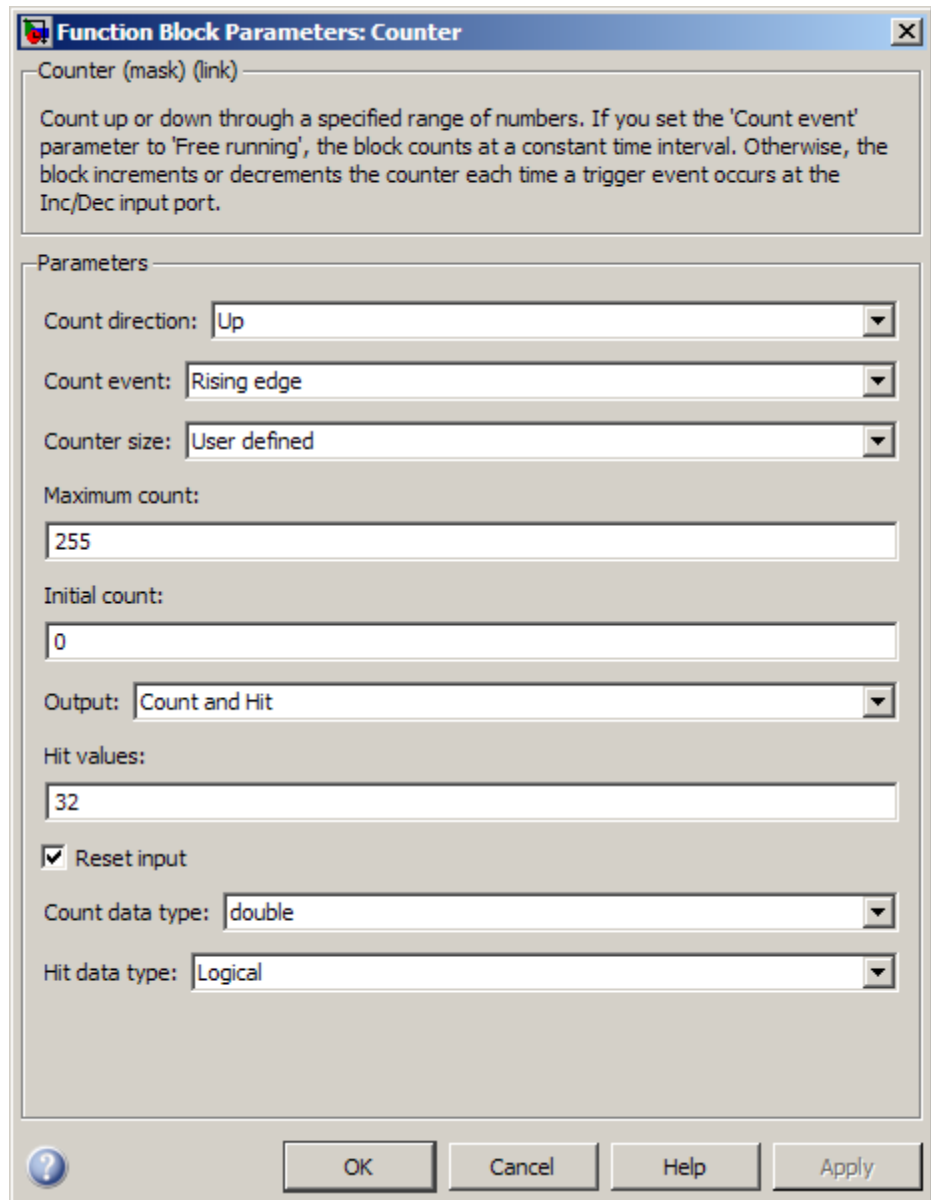 Function Block Parameters: Counter
Counter (mask) (link)
Count up or down through a specified range of numbers. If you set the 'Count event'
parameter to 'Free running', the block counts at a constant time interval. Otherwise, the
block increments or decrements the counter each time a trigger event occurs at the
Inc/Dec input port.
Parameters
Count direction: Up
Count event: Rising edge
Counter size: User defined
Maximum count:
255
Initial count:
0
Output: Count and Hit
Hit values:
32
Reset input
Count data type: double
Hit data type: Logical
? OK Cancel Help Apply